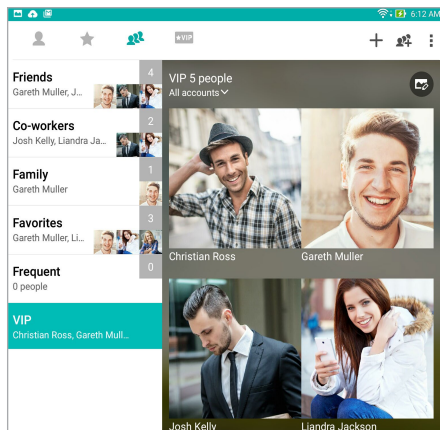 6:12 AM
VIP
Friends
4
Gareth Muller, J...
Co-workers
2
Josh Kelly, Liandra Ja...
Family
1
Gareth Muller
Favorites
3
Gareth Muller, Li...
Frequent
0
0 people
VIP
Christian Ross, Gareth Mull...
VIP 5 people
All accounts
Christian Ross
Gareth Muller
Josh Kelly
Liandra Jackson